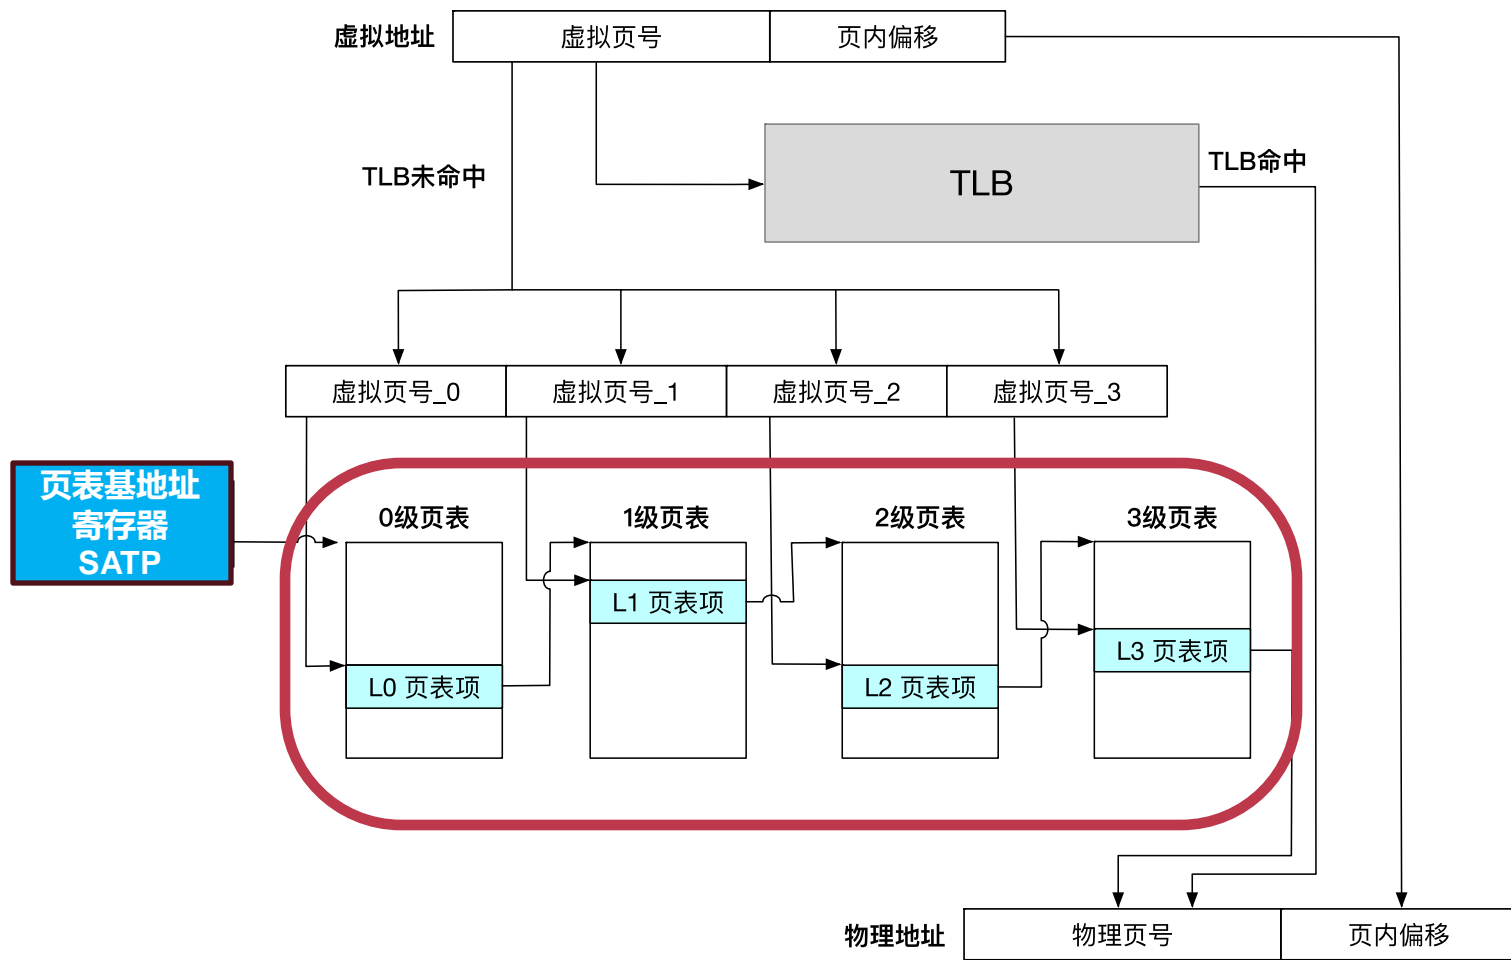 虚拟地址
虚拟页号
页内偏移
TLB未命中
TLB
TLB命中
虚拟页号_0
虚拟页号_1
虚拟页号_2
虚拟页号_3
页表基地址
寄存器
SATP
0级页表
1级页表
2级页表
3级页表
L1 页表项
L3 页表项
L0 页表项
L2 页表项
物理地址
物理页号
页内偏移